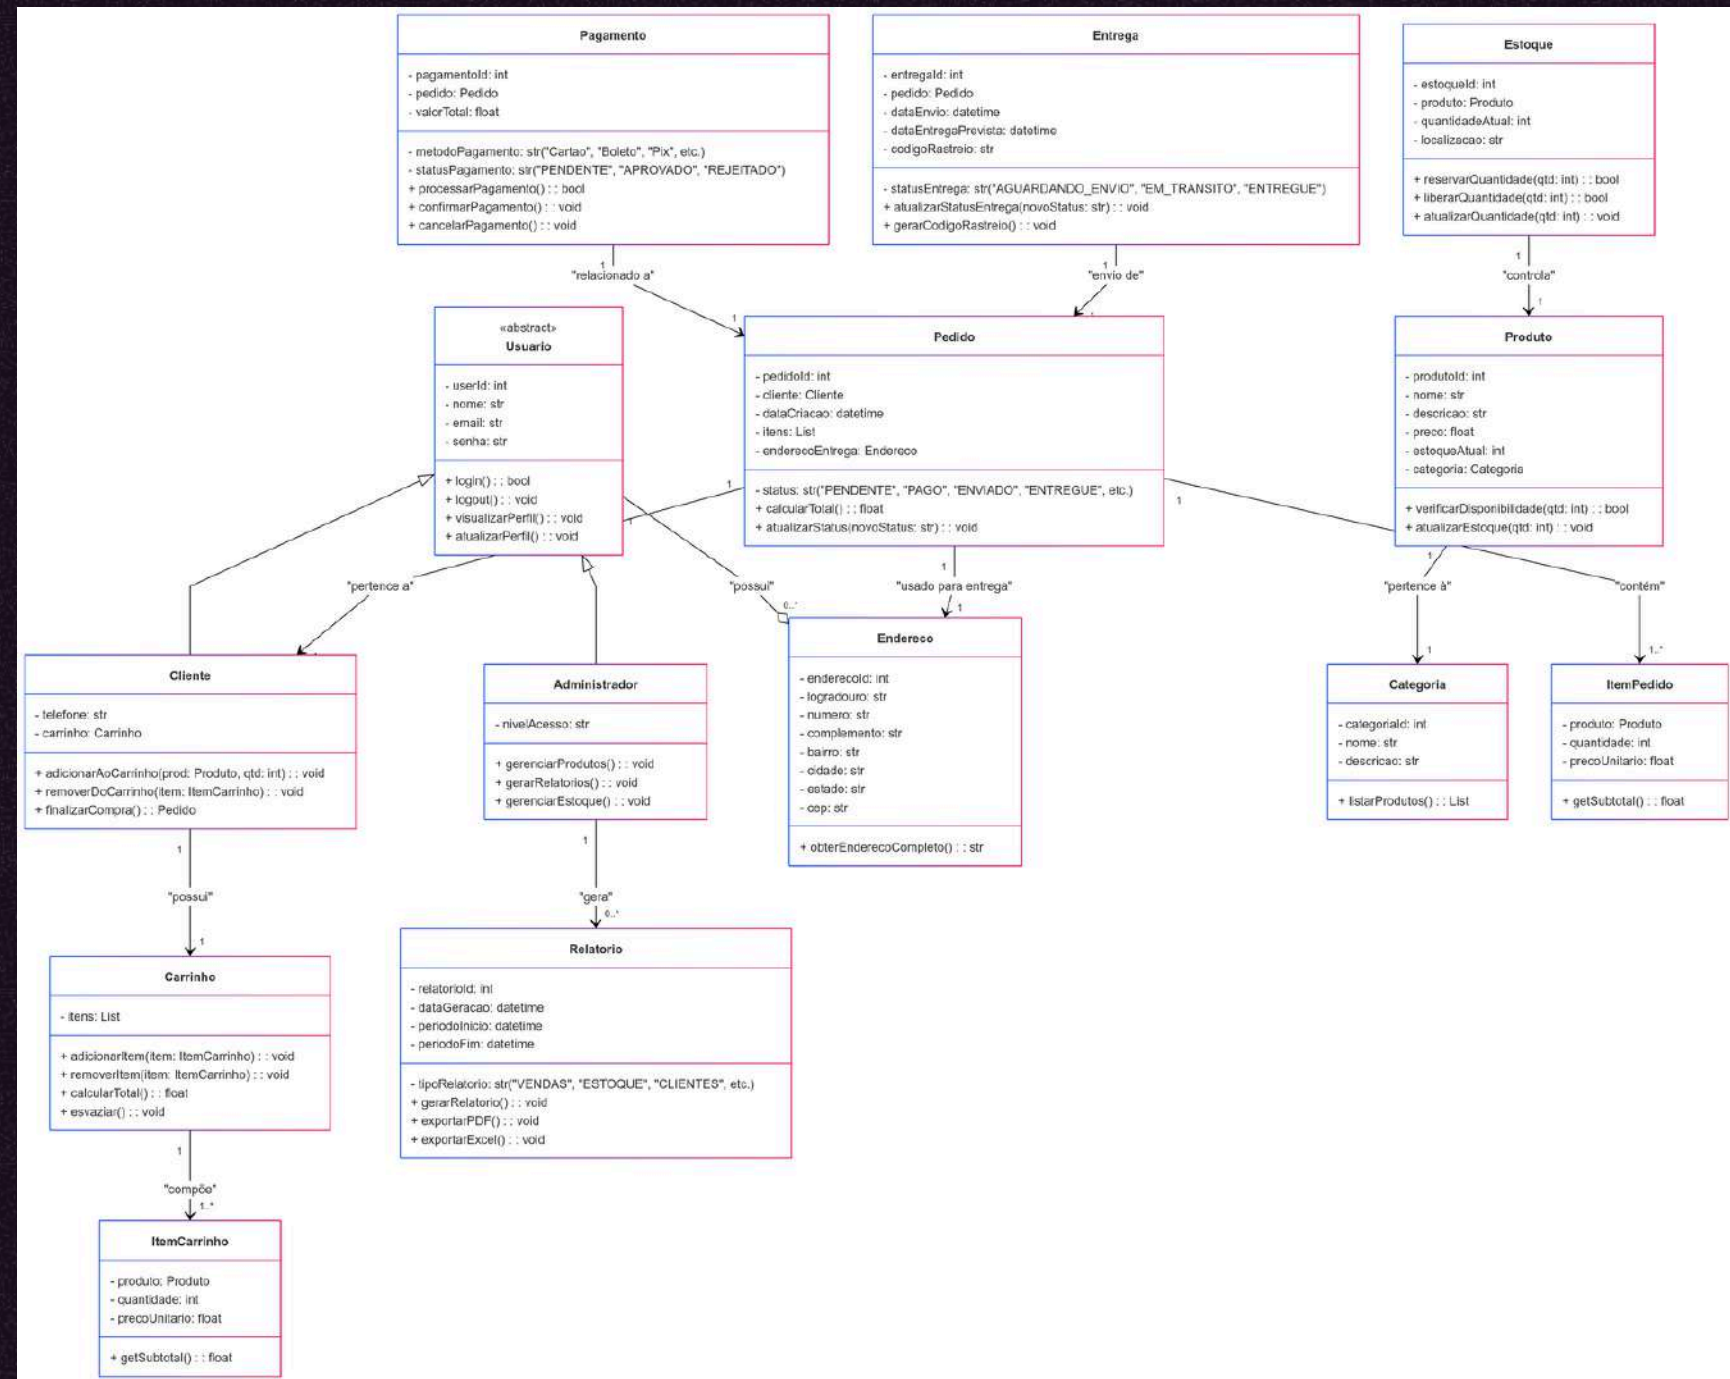 Pagamento
- pagamentoId: int
- pedido: Pedido
- valorTotal: float
- metodoPagamento: str("Cartao", "Boleto", "Pix", etc.)
- statusPagamento: str("PENDENTE", "APROVADO", "REJEITADO")
+ processarPagamento() : : bool
+ confirmarPagamento() : : void
+ cancelarPagamento() : : void
Entrega
- entregaId: int
- pedido: Pedido
- dataEnvio: datetime
- dataEntregaPrevista: datetime
- codigoRastreio: str
- statusEntrega: str("AGUARDANDO_ENVIO", "EM_TRANSITO", "ENTREGUE")
+ atualizarStatusEntrega(novoStatus: str) : : void
+ gerarCodigoRastreio() : : void
Estoque
- estoqueId: int
- produto: Produto
- quantidadeAtual: int
- localizacao: str
+ reservarQuantidade(qtd: int) : : bool
+ liberarQuantidade(qtd: int) : : bool
+ atualizarQuantidade(qtd: int) : : void
1
"relacionado a"
1
1
"envio de"
1
"controla"
1
«abstract»
Usuario
- userId: int
- nome: str
- email: str
- senha: str
+ login() : : bool
+ logout() : : void
+ visualizarPerfil() : : void
+ atualizarPerfil() : : void
Pedido
- pedidoId: int
- cliente: Cliente
- dataCriacao: datetime
- itens: List
- enderecoEntrega: Endereco
- status: str("PENDENTE", "PAGO", "ENVIADO", "ENTREGUE", etc.)
+ calcularTotal() : : float
+ atualizarStatus(novoStatus: str) : : void
Produto
- produtoId: int
- nome: str
- descricao: str
- preco: float
- estoqueAtual: int
- categoria: Categoria
+ verificarDisponibilidade(qtd: int) : : bool
+ atualizarEstoque(qtd: int) : : void
1
1
1
"pertence a"
"possui"
0..*
1
"usado para entrega"
1
1
"pertence à"
1
"contém"
1..*
Cliente
- telefone: str
- carrinho: Carrinho
+ adicionarAoCarrinho(prod: Produto, qtd: int) : : void
+ removerDoCarrinho(item: ItemCarrinho) : : void
+ finalizarCompra() : : Pedido
Administrador
- nivelAcesso: str
+ gerenciarProdutos() : : void
+ gerarRelatorios() : : void
+ gerenciarEstoque() : : void
Endereco
- enderecoId: int
- logradouro: str
- numero: str
- complemento: str
- bairro: str
- cidade: str
- estado: str
- cep: str
+ obterEnderecoCompleto() : : str
Categoria
- categoriaId: int
- nome: str
- descricao: str
+ listarProdutos() : : List
ItemPedido
- produto: Produto
- quantidade: int
- precoUnitario: float
+ getSubtotal() : : float
1
"possui"
1
1
"gera"
0..*
Carrinho
- itens: List
+ adicionarItem(item: ItemCarrinho) : : void
+ removerItem(item: ItemCarrinho) : : void
+ calcularTotal() : : float
+ esvaziar() : : void
Relatorio
- relatorioId: int
- dataGeracao: datetime
- periodoInicio: datetime
- periodoFim: datetime
- tipoRelatorio: str("VENDAS", "ESTOQUE", "CLIENTES", etc.)
+ gerarRelatorio() : : void
+ exportarPDF() : : void
+ exportarExcel() : : void
1
"compõe"
1..*
ItemCarrinho
- produto: Produto
- quantidade: int
- precoUnitario: float
+ getSubtotal() : : float